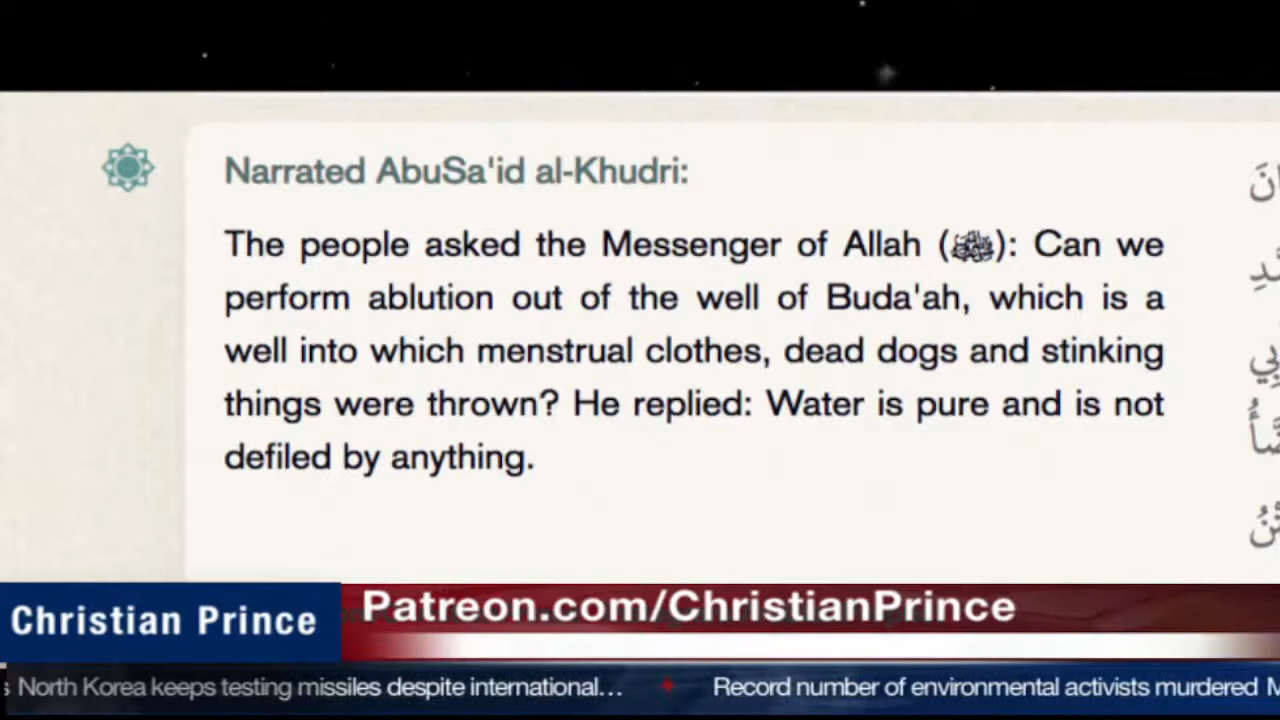 Narrated AbuSa'id al-Khudri:
The people asked the Messenger of Allah (ﷺ): Can we
perform ablution out of the well of Buda'ah, which is a
well into which menstrual clothes, dead dogs and stinking
things were thrown? He replied: Water is pure and is not
defiled by anything.
Christian Prince
Patreon.com/ChristianPrince
North Korea keeps testing missiles despite international... Record number of environmental activists murdered